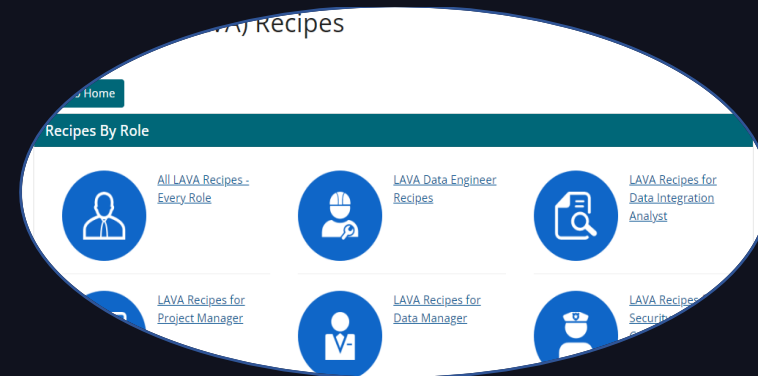 Recipes
Home
Recipes By Role
All LAVA Recipes -
Every Role
LAVA Data Engineer
Recipes
LAVA Recipes for
Data Integration
Analyst
LAVA Recipes for
Project Manager
LAVA Recipes for
Data Manager
LAVA Recipes
Security